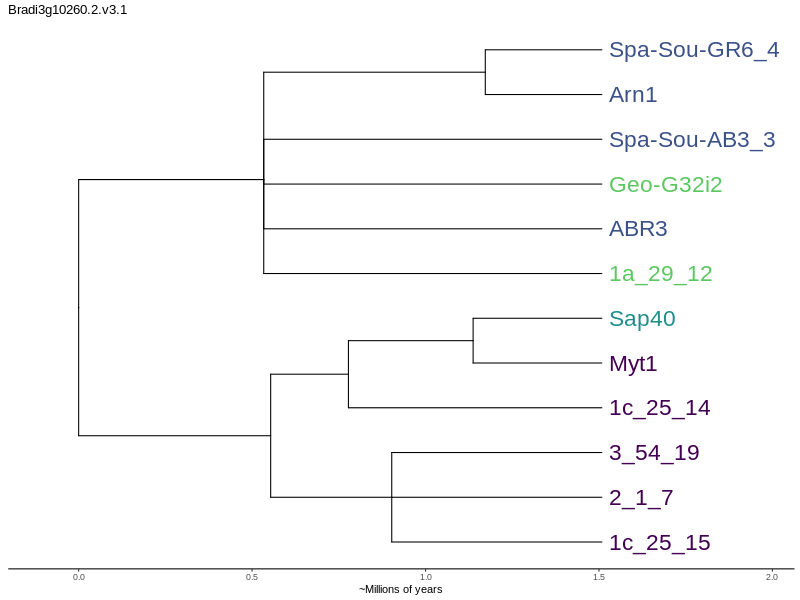 Bradi3g10260.2.v3.1
Spa-Sou-GR6_4
Arn1
Spa-Sou-AB3_3
Geo-G32i2
ABR3
1a_29_12
Sap40
Myt1
1c_25_14
3_54_19
2_1_7
1c_25_15
0.0 0.5 1.0 1.5 2.0
~Millions of years